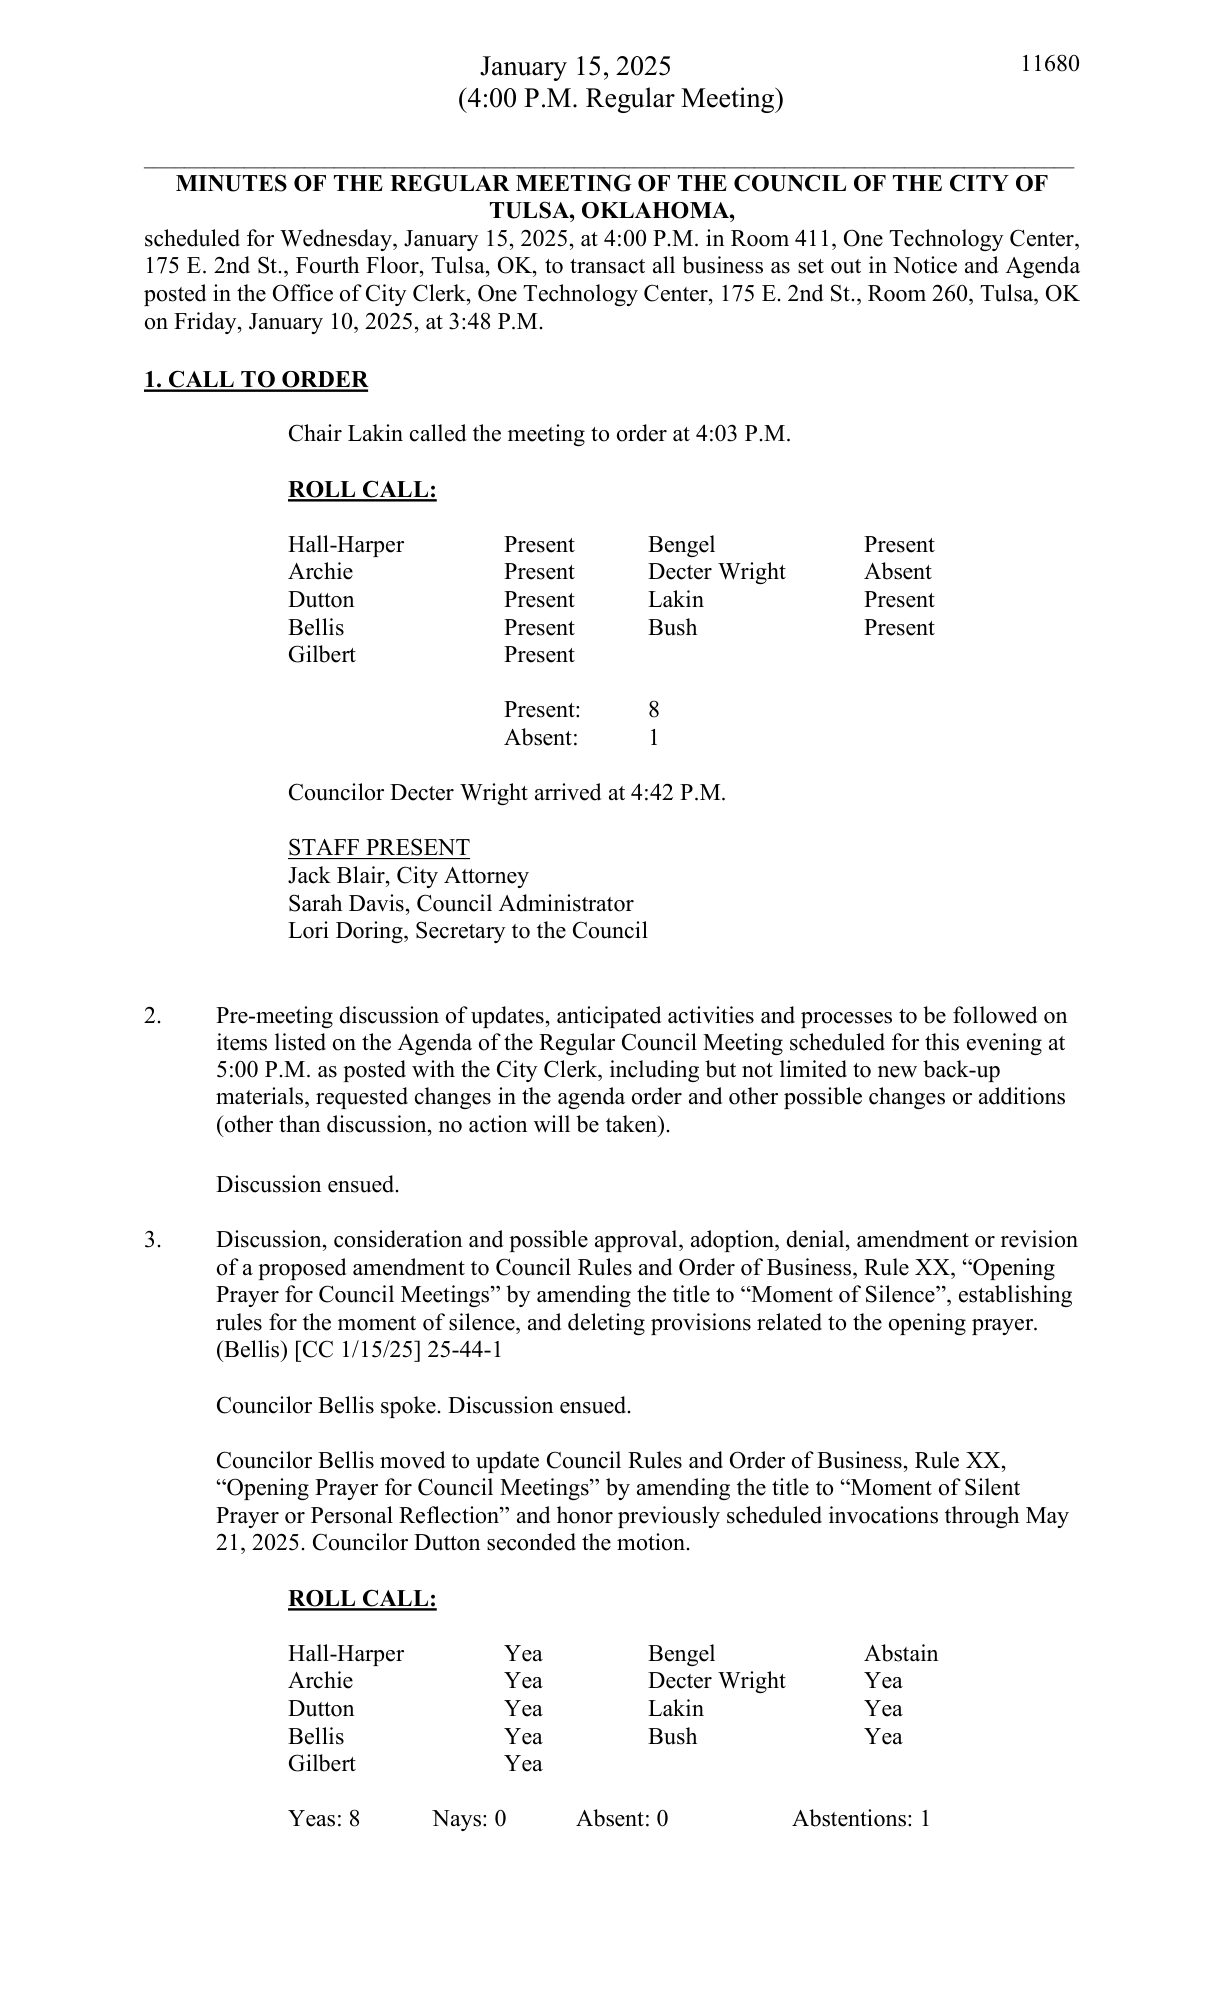 January 15, 2025 11680
(4:00 P.M. Regular Meeting)
MINUTES OF THE REGULAR MEETING OF THE COUNCIL OF THE CITY OF
TULSA, OKLAHOMA,
scheduled for Wednesday, January 15, 2025, at 4:00 P.M. in Room 411, One Technology Center,
175 E. 2nd St., Fourth Floor, Tulsa, OK, to transact all business as set out in Notice and Agenda
posted in the Office of City Clerk, One Technology Center, 175 E. 2nd St., Room 260, Tulsa, OK
on Friday, January 10, 2025, at 3:48 P.M.
1. CALL TO ORDER
Chair Lakin called the meeting to order at 4:03 P.M.
ROLL CALL:
Hall-Harper Present Bengel Present
Archie Present Decter Wright Absent
Dutton Present Lakin Present
Bellis Present Bush Present
Gilbert Present
Present: 8
Absent: 1
Councilor Decter Wright arrived at 4:42 P.M.
STAFF PRESENT
Jack Blair, City Attorney
Sarah Davis, Council Administrator
Lori Doring, Secretary to the Council
2. Pre-meeting discussion of updates, anticipated activities and processes to be followed on
items listed on the Agenda of the Regular Council Meeting scheduled for this evening at
5:00 P.M. as posted with the City Clerk, including but not limited to new back-up
materials, requested changes in the agenda order and other possible changes or additions
(other than discussion, no action will be taken).
Discussion ensued.
3. Discussion, consideration and possible approval, adoption, denial, amendment or revision
of a proposed amendment to Council Rules and Order of Business, Rule XX, “Opening
Prayer for Council Meetings” by amending the title to “Moment of Silence”, establishing
rules for the moment of silence, and deleting provisions related to the opening prayer.
(Bellis) [CC 1/15/25] 25-44-1
Councilor Bellis spoke. Discussion ensued.
Councilor Bellis moved to update Council Rules and Order of Business, Rule XX,
“Opening Prayer for Council Meetings” by amending the title to “Moment of Silent
Prayer or Personal Reflection” and honor previously scheduled invocations through May
21, 2025. Councilor Dutton seconded the motion.
ROLL CALL:
Hall-Harper Yea Bengel Abstain
Archie Yea Decter Wright Yea
Dutton Yea Lakin Yea
Bellis Yea Bush Yea
Gilbert Yea
Yeas: 8 Nays: 0 Absent: 0 Abstentions: 1